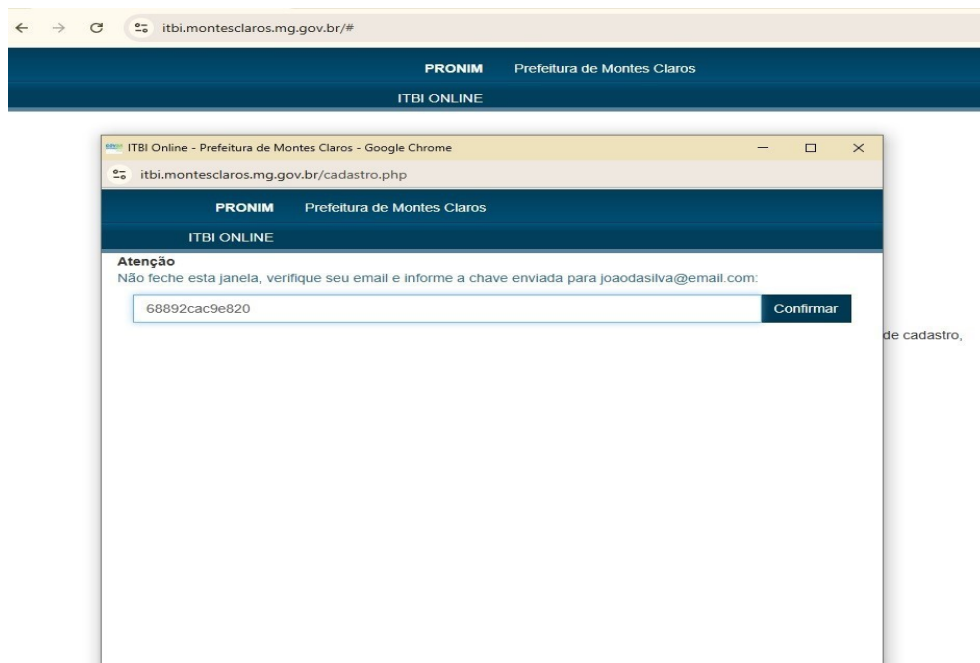 itbi.montesclaros.mg.gov.br/#
PRONIM Prefeitura de Montes Claros
ITBI ONLINE
ITBI Online - Prefeitura de Montes Claros - Google Chrome
itbi.montesclaros.mg.gov.br/cadastro.php
PRONIM Prefeitura de Montes Claros
ITBI ONLINE
Atenção
Não feche esta janela, verifique seu email e informe a chave enviada para joaodasilva@email.com:
68892cac9e820 Confirmar
de cadastro,